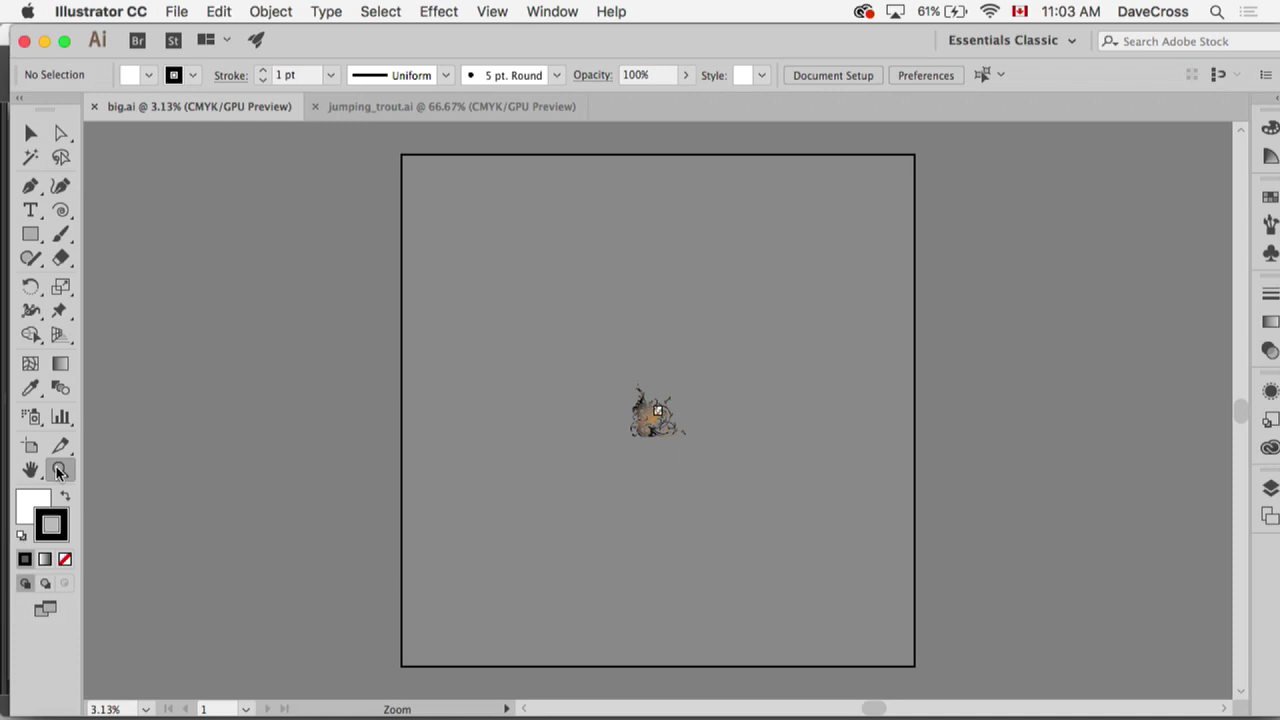 Illustrator CC File Edit Object Type Select Effect View Window Help 61% 11:03 AM DaveCross
Ai Br St Essentials Classic Search Adobe Stock
No Selection Stroke: 1 pt Uniform 5 pt. Round Opacity: 100% Style: Document Setup Preferences
× big.ai @ 3.13% (CMYK/GPU Preview) × jumping_trout.ai @ 66.67% (CMYK/GPU Preview)
T
3.13% 1 Zoom